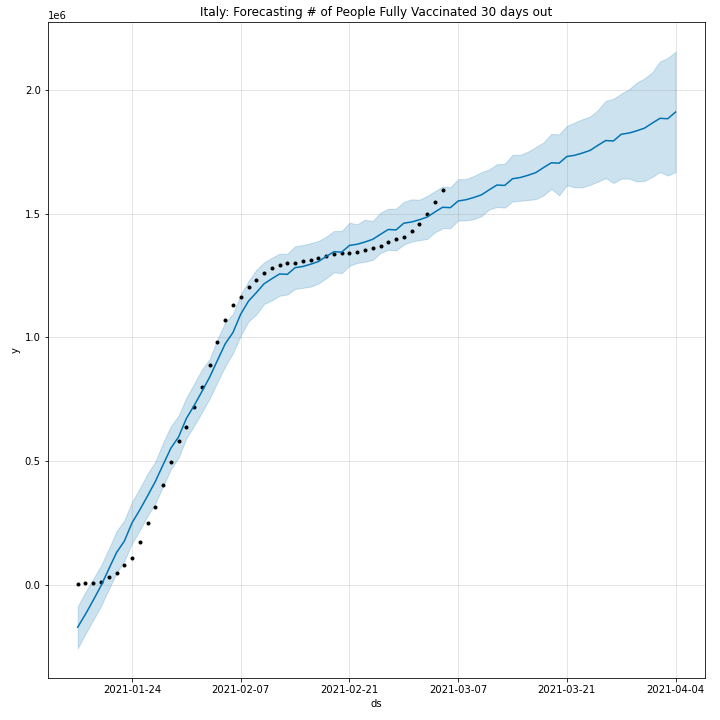 Italy: Forecasting # of People Fully Vaccinated 30 days out
1e6
2.0
1.5
1.0
0.5
0.0
y
2021-01-24 2021-02-07 2021-02-21 2021-03-07 2021-03-21 2021-04-04
ds